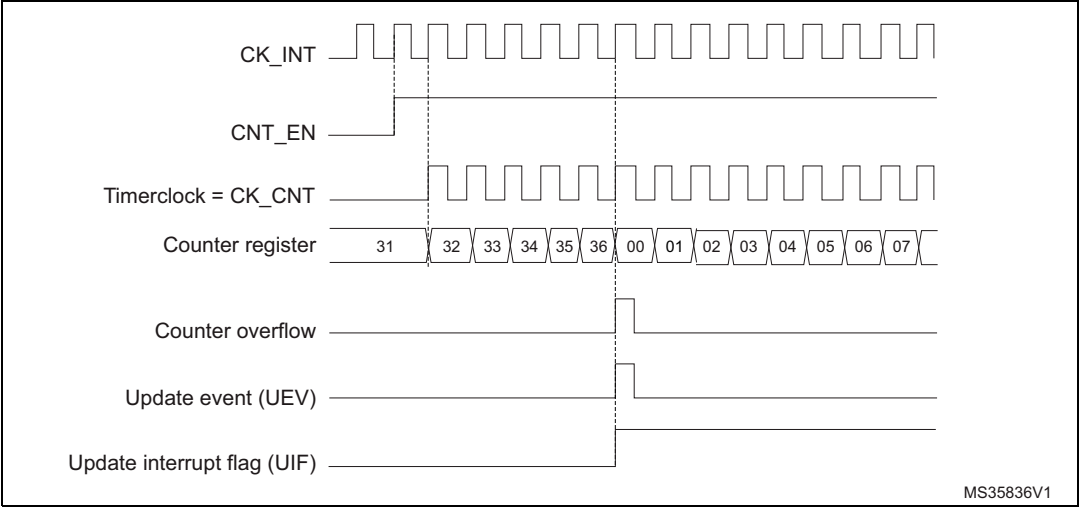 CK_INT
CNT_EN
Timerclock = CK_CNT
Counter register 31 32 33 34 35 36 00 01 02 03 04 05 06 07
Counter overflow
Update event (UEV)
Update interrupt flag (UIF)
MS35836V1